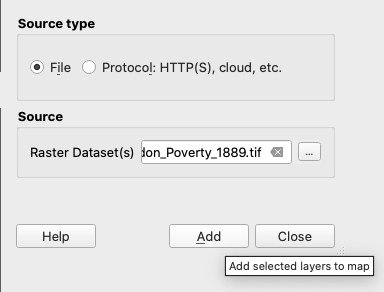 Source type
File Protocol: HTTP(S), cloud, etc.
Source
Raster Dataset(s) don_Poverty_1889.tif ...
Help Add Close
Add selected layers to map